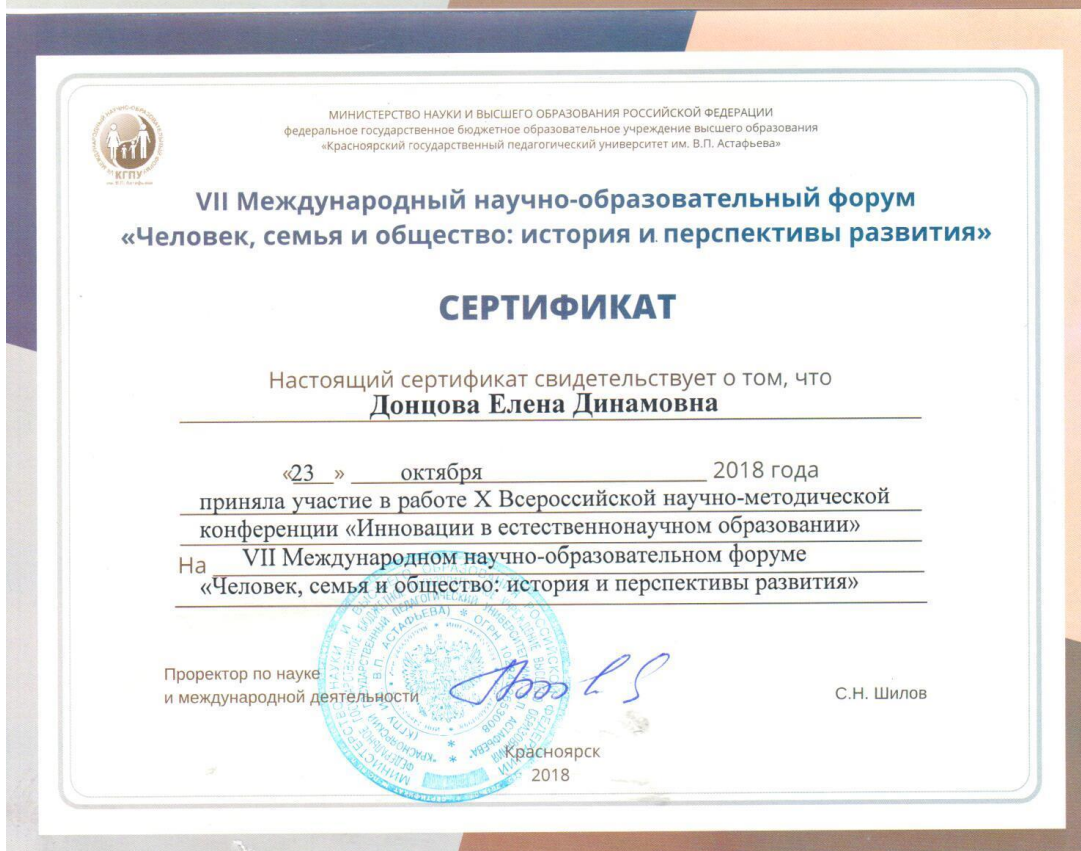 МИНИСТЕРСТВО НАУКИ И ВЫСШЕГО ОБРАЗОВАНИЯ РОССИЙСКОЙ ФЕДЕРАЦИИ
федеральное государственное бюджетное образовательное учреждение высшего образования
«Красноярский государственный педагогический университет им. В.П. Астафьева»
КГПУ
им. В.П. Астафьева
VII Международный научно-образовательный форум
«Человек, семья и общество: история и перспективы развития»
СЕРТИФИКАТ
Настоящий сертификат свидетельствует о том, что
Донцова Елена Динамовна
«23» октября 2018 года
приняла участие в работе X Всероссийской научно-методической
конференции «Инновации в естественнонаучном образовании»
На VII Международном научно-образовательном форуме
«Человек, семья и общество: история и перспективы развития»
Проректор по науке
и международной деятельности
С.Н. Шилов
Красноярск
2018